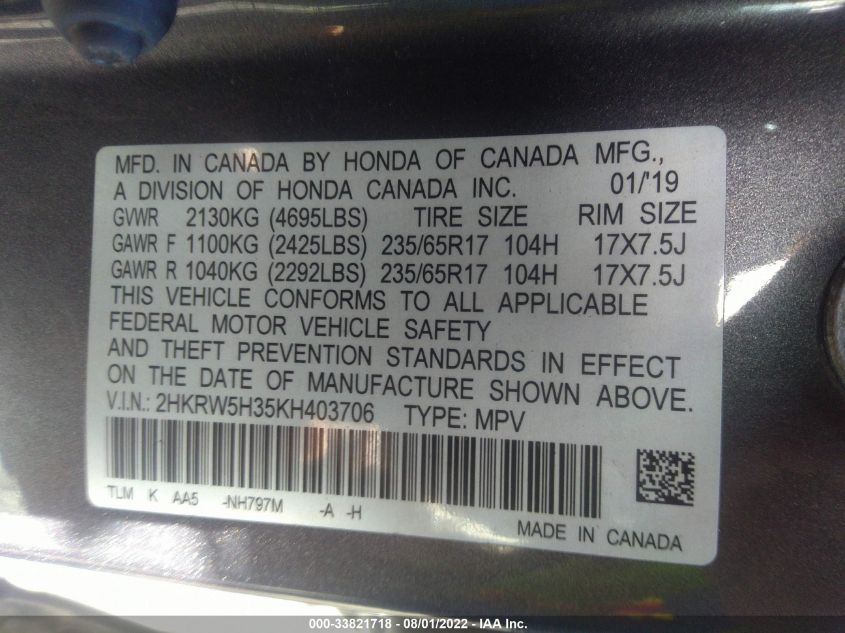 MFD. IN CANADA BY HONDA OF CANADA MFG.,
A DIVISION OF HONDA CANADA INC. 01/'19
GVWR 2130KG (4695LBS) TIRE SIZE RIM SIZE
GAWR F 1100KG (2425LBS) 235/65R17 104H 17X7.5J
GAWR R 1040KG (2292LBS) 235/65R17 104H 17X7.5J
THIS VEHICLE CONFORMS TO ALL APPLICABLE
FEDERAL MOTOR VEHICLE SAFETY
AND THEFT PREVENTION STANDARDS IN EFFECT
ON THE DATE OF MANUFACTURE SHOWN ABOVE.
V.I.N.: 2HKRW5H35KH403706 TYPE: MPV
TLM K AA5 -NH797M -A -H
MADE IN CANADA
000-33821718 - 08/01/2022 - IAA Inc.